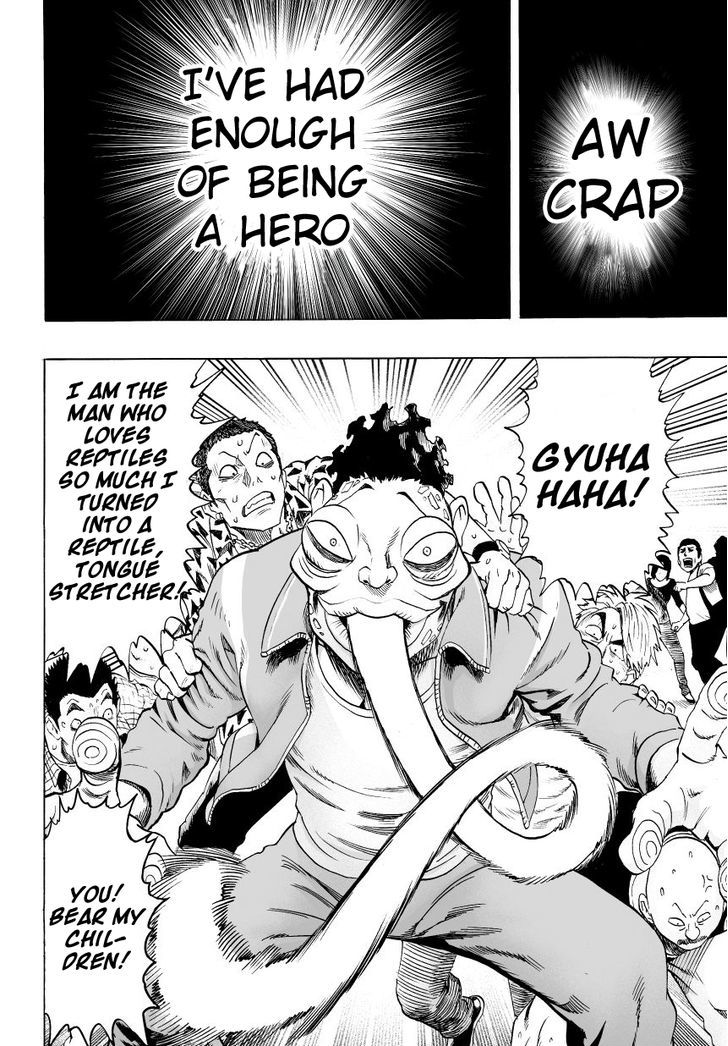 AW
CRAP
I'VE HAD
ENOUGH
OF BEING
A HERO
GYUHA
HAHA!
I AM THE
MAN WHO
LOVES
REPTILES
SO MUCH I
TURNED
INTO A
REPTILE,
TONGUE
STRETCHER!
YOU!
BEAR MY
CHIL-
DREN!